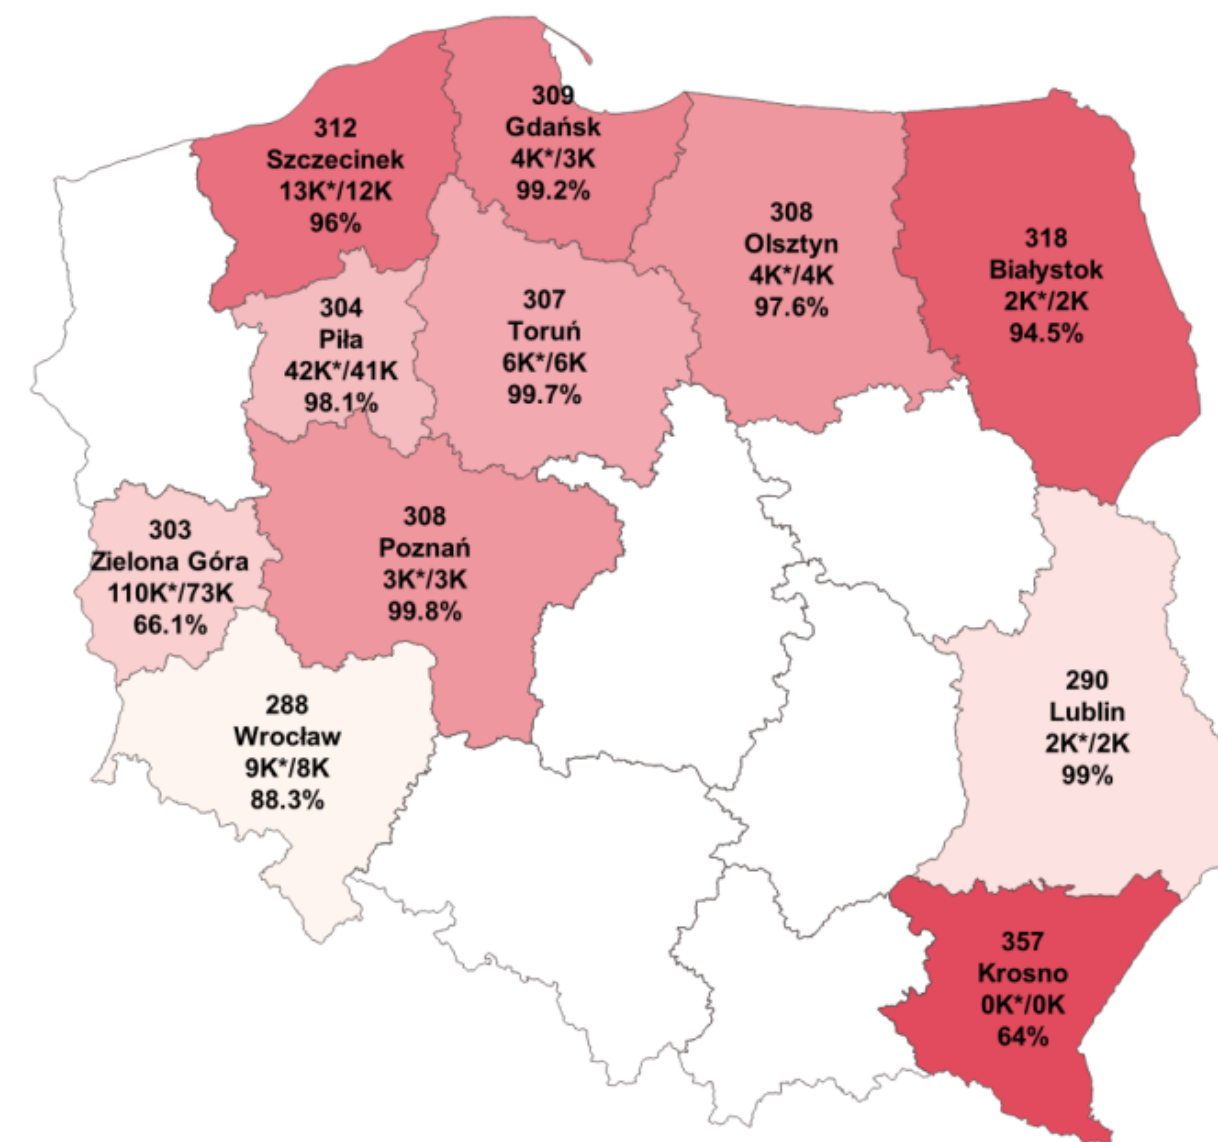 309
Gdańsk
4K*/3K
99.2%
312
Szczecinek
13K*/12K
96%
308
Olsztyn
4K*/4K
97.6%
318
Białystok
2K*/2K
94.5%
304
Piła
42K*/41K
98.1%
307
Toruń
6K*/6K
99.7%
303
Zielona Góra
110K*/73K
66.1%
308
Poznań
3K*/3K
99.8%
288
Wrocław
9K*/8K
88.3%
290
Lublin
2K*/2K
99%
357
Krosno
0K*/0K
64%